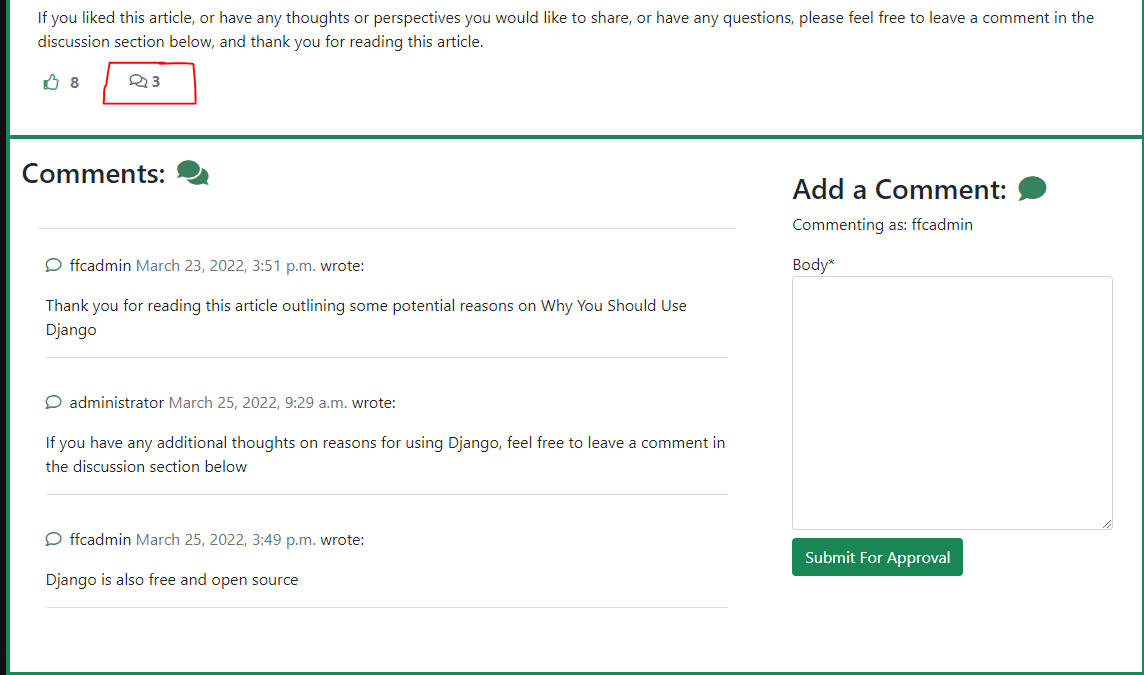 If you liked this article, or have any thoughts or perspectives you would like to share, or have any questions, please feel free to leave a comment in the
discussion section below, and thank you for reading this article.
8 3
Comments:
ffcadmin March 23, 2022, 3:51 p.m. wrote:
Thank you for reading this article outlining some potential reasons on Why You Should Use
Django
administrator March 25, 2022, 9:29 a.m. wrote:
If you have any additional thoughts on reasons for using Django, feel free to leave a comment in
the discussion section below
ffcadmin March 25, 2022, 3:49 p.m. wrote:
Django is also free and open source
Add a Comment:
Commenting as: ffcadmin
Body*
Submit For Approval